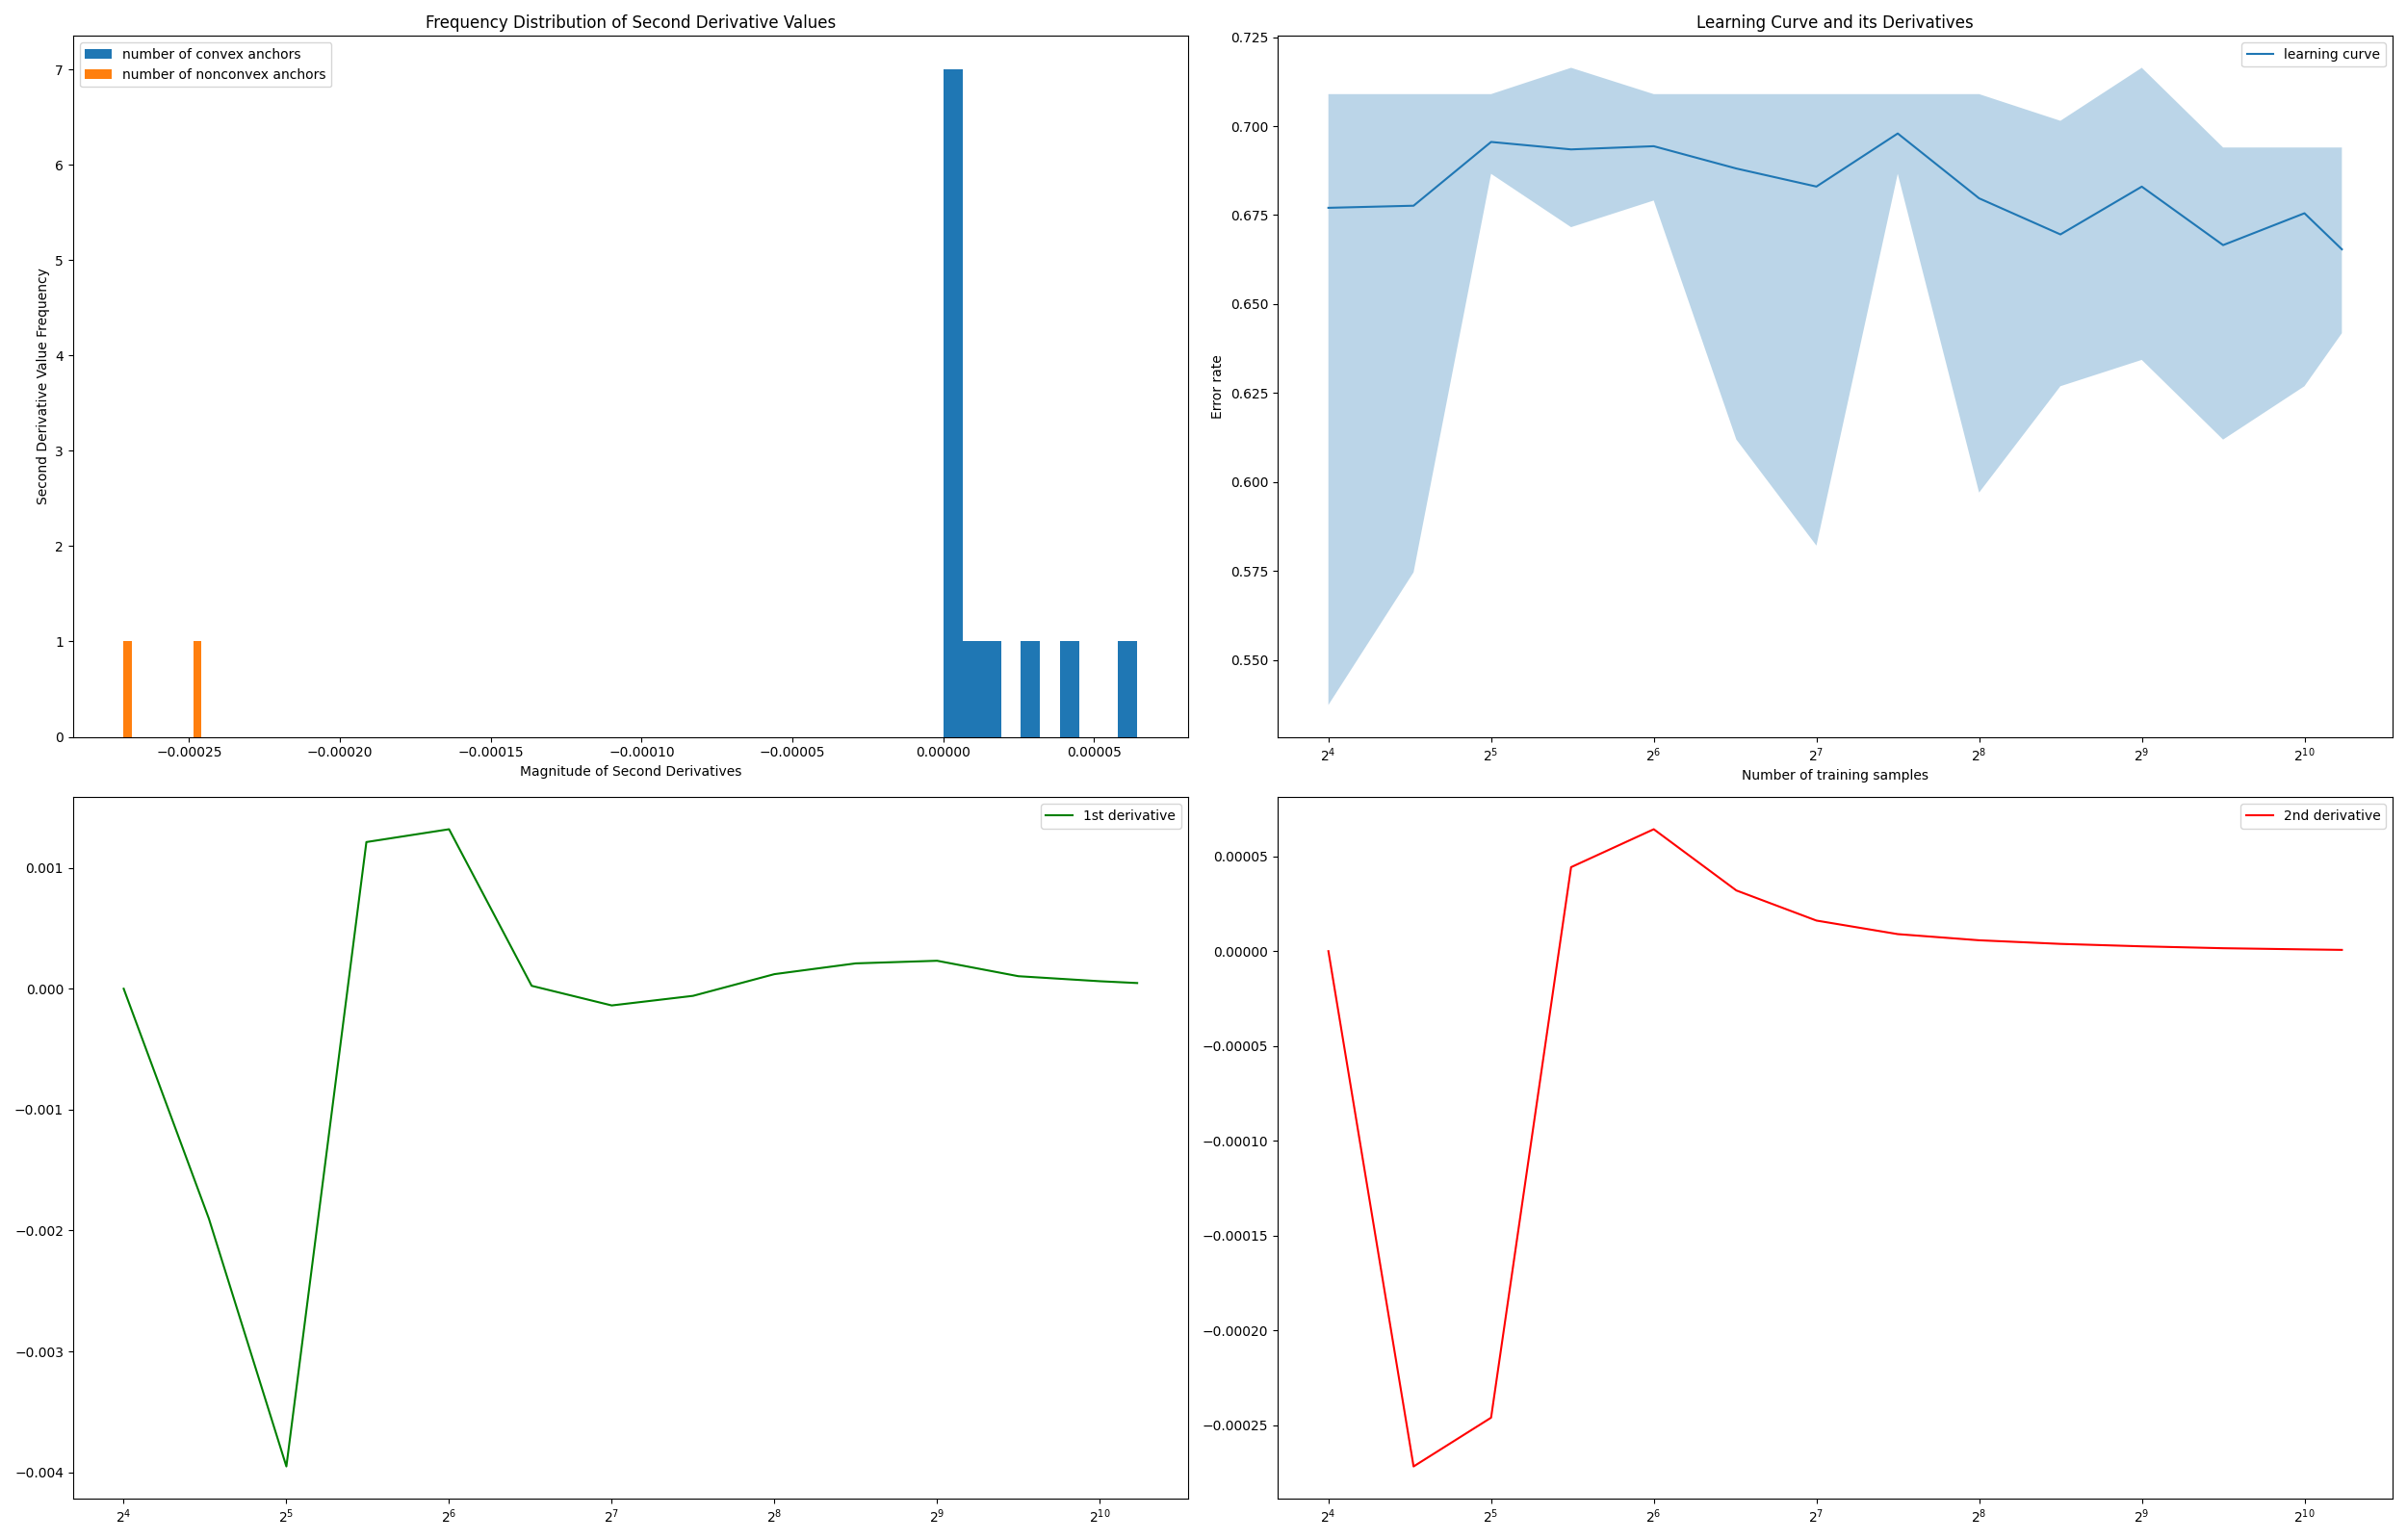 Frequency Distribution of Second Derivative Values
number of convex anchors
number of nonconvex anchors
7
6
5
4
3
2
1
0
Second Derivative Value Frequency
−0.00025 −0.00020 −0.00015 −0.00010 −0.00005 0.00000 0.00005
Magnitude of Second Derivatives
Learning Curve and its Derivatives
learning curve
0.725
0.700
0.675
0.650
0.625
0.600
0.575
0.550
Error rate
2⁴ 2⁵ 2⁶ 2⁷ 2⁸ 2⁹ 2¹⁰
Number of training samples
1st derivative
0.001
0.000
−0.001
−0.002
−0.003
−0.004
2⁴ 2⁵ 2⁶ 2⁷ 2⁸ 2⁹ 2¹⁰
2nd derivative
0.00005
0.00000
−0.00005
−0.00010
−0.00015
−0.00020
−0.00025
2⁴ 2⁵ 2⁶ 2⁷ 2⁸ 2⁹ 2¹⁰